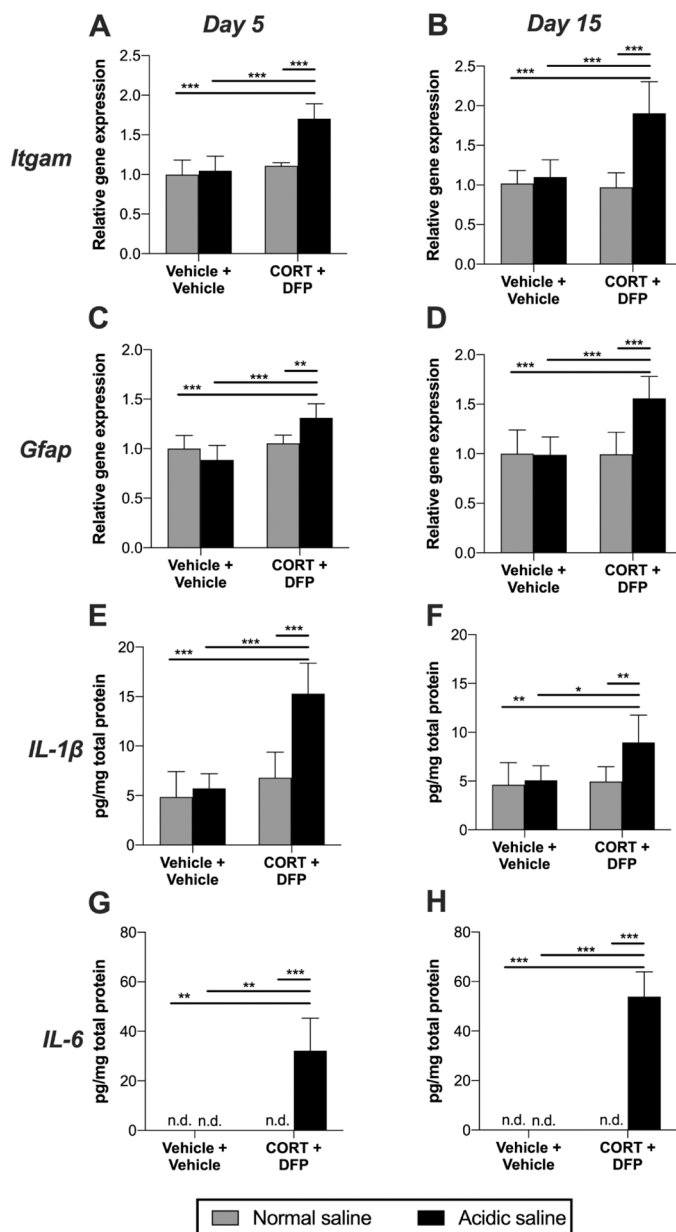 A
Day 5
B
Day 15
Itgam
Relative gene expression
2.5
2.0
1.5
1.0
0.5
0.0
***
***
***
Vehicle +
Vehicle
CORT +
DFP
Relative gene expression
2.5
2.0
1.5
1.0
0.5
0.0
***
***
***
Vehicle +
Vehicle
CORT +
DFP
C
D
Gfap
Relative gene expression
2.0
1.5
1.0
0.5
0.0
**
***
***
Vehicle +
Vehicle
CORT +
DFP
Relative gene expression
2.0
1.5
1.0
0.5
0.0
***
***
***
Vehicle +
Vehicle
CORT +
DFP
E
F
IL-1β
pg/mg total protein
20
15
10
5
0
***
***
***
Vehicle +
Vehicle
CORT +
DFP
pg/mg total protein
20
15
10
5
0
**
*
**
Vehicle +
Vehicle
CORT +
DFP
G
H
IL-6
pg/mg total protein
80
60
40
20
0
***
**
**
n.d. n.d. n.d.
Vehicle +
Vehicle
CORT +
DFP
pg/mg total protein
80
60
40
20
0
***
***
***
n.d. n.d. n.d.
Vehicle +
Vehicle
CORT +
DFP
Normal saline Acidic saline